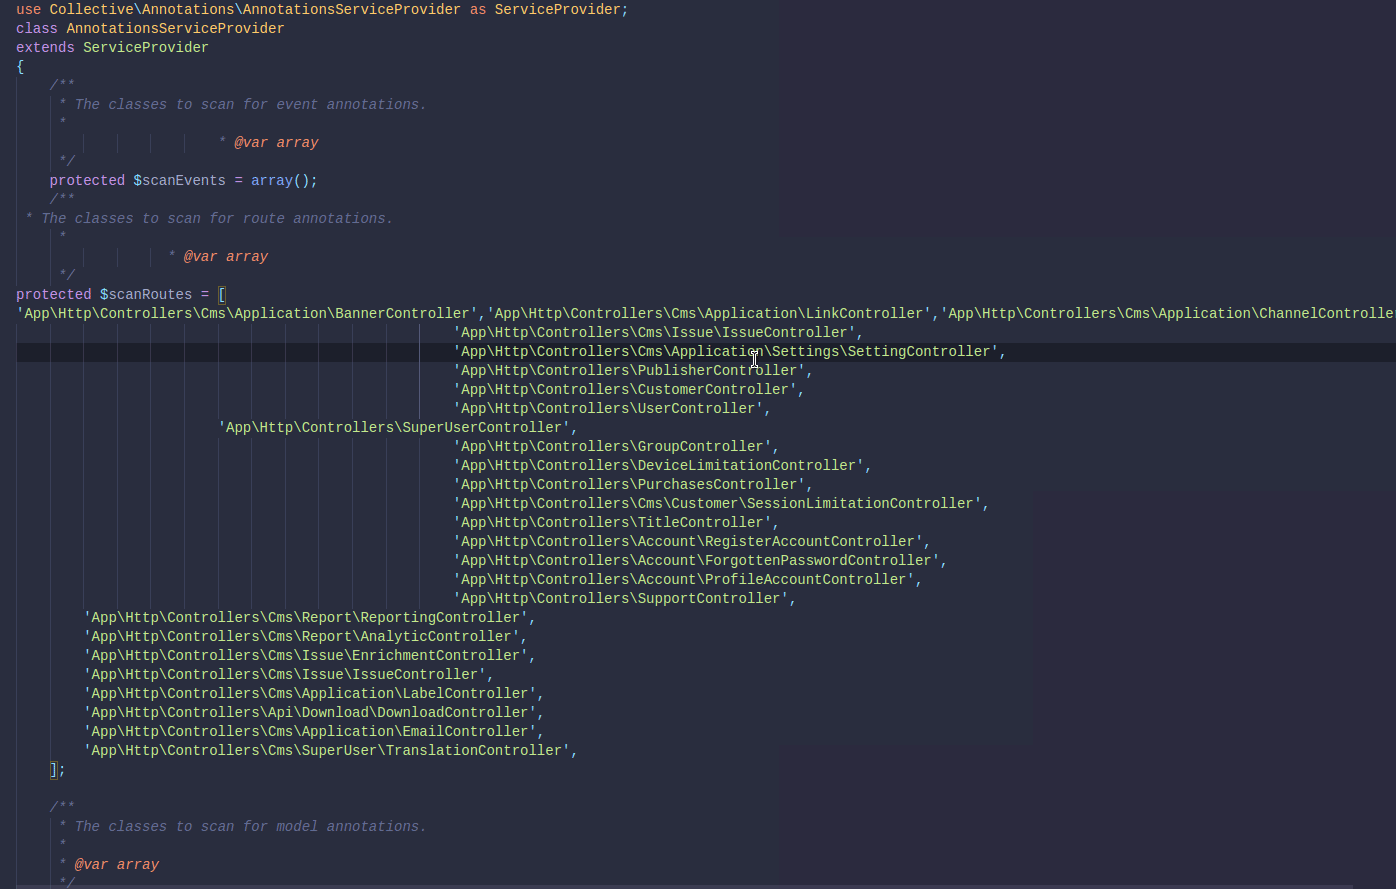 use Collective\Annotations\AnnotationsServiceProvider as ServiceProvider;
class AnnotationsServiceProvider
extends ServiceProvider
{
/**
* The classes to scan for event annotations.
*
* @var array
*/
protected $scanEvents = array();
/**
* The classes to scan for route annotations.
*
* @var array
*/
protected $scanRoutes = [
'App\Http\Controllers\Cms\Application\BannerController','App\Http\Controllers\Cms\Application\LinkController','App\Http\Controllers\Cms\Application\ChannelController
'App\Http\Controllers\Cms\Issue\IssueController',
'App\Http\Controllers\Cms\Application\Settings\SettingController',
'App\Http\Controllers\PublisherController',
'App\Http\Controllers\CustomerController',
'App\Http\Controllers\UserController',
'App\Http\Controllers\SuperUserController',
'App\Http\Controllers\GroupController',
'App\Http\Controllers\DeviceLimitationController',
'App\Http\Controllers\PurchasesController',
'App\Http\Controllers\Cms\Customer\SessionLimitationController',
'App\Http\Controllers\TitleController',
'App\Http\Controllers\Account\RegisterAccountController',
'App\Http\Controllers\Account\ForgottenPasswordController',
'App\Http\Controllers\Account\ProfileAccountController',
'App\Http\Controllers\SupportController',
'App\Http\Controllers\Cms\Report\ReportingController',
'App\Http\Controllers\Cms\Report\AnalyticController',
'App\Http\Controllers\Cms\Issue\EnrichmentController',
'App\Http\Controllers\Cms\Issue\IssueController',
'App\Http\Controllers\Cms\Application\LabelController',
'App\Http\Controllers\Api\Download\DownloadController',
'App\Http\Controllers\Cms\Application\EmailController',
'App\Http\Controllers\Cms\SuperUser\TranslationController',
];
/**
* The classes to scan for model annotations.
*
* @var array
*/